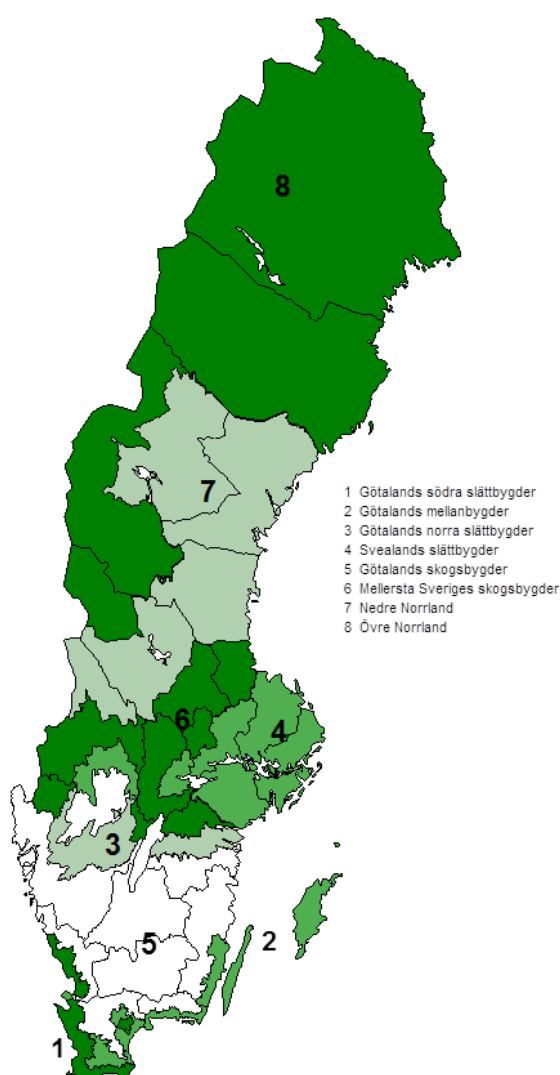 8
7
1 Götalands södra slättbygder
2 Götalands mellanbygder
3 Götalands norra slättbygder
4 Svealands slättbygder
5 Götalands skogsbygder
6 Mellersta Sveriges skogsbygder
7 Nedre Norrland
8 Övre Norrland
6
4
3
5
2
1